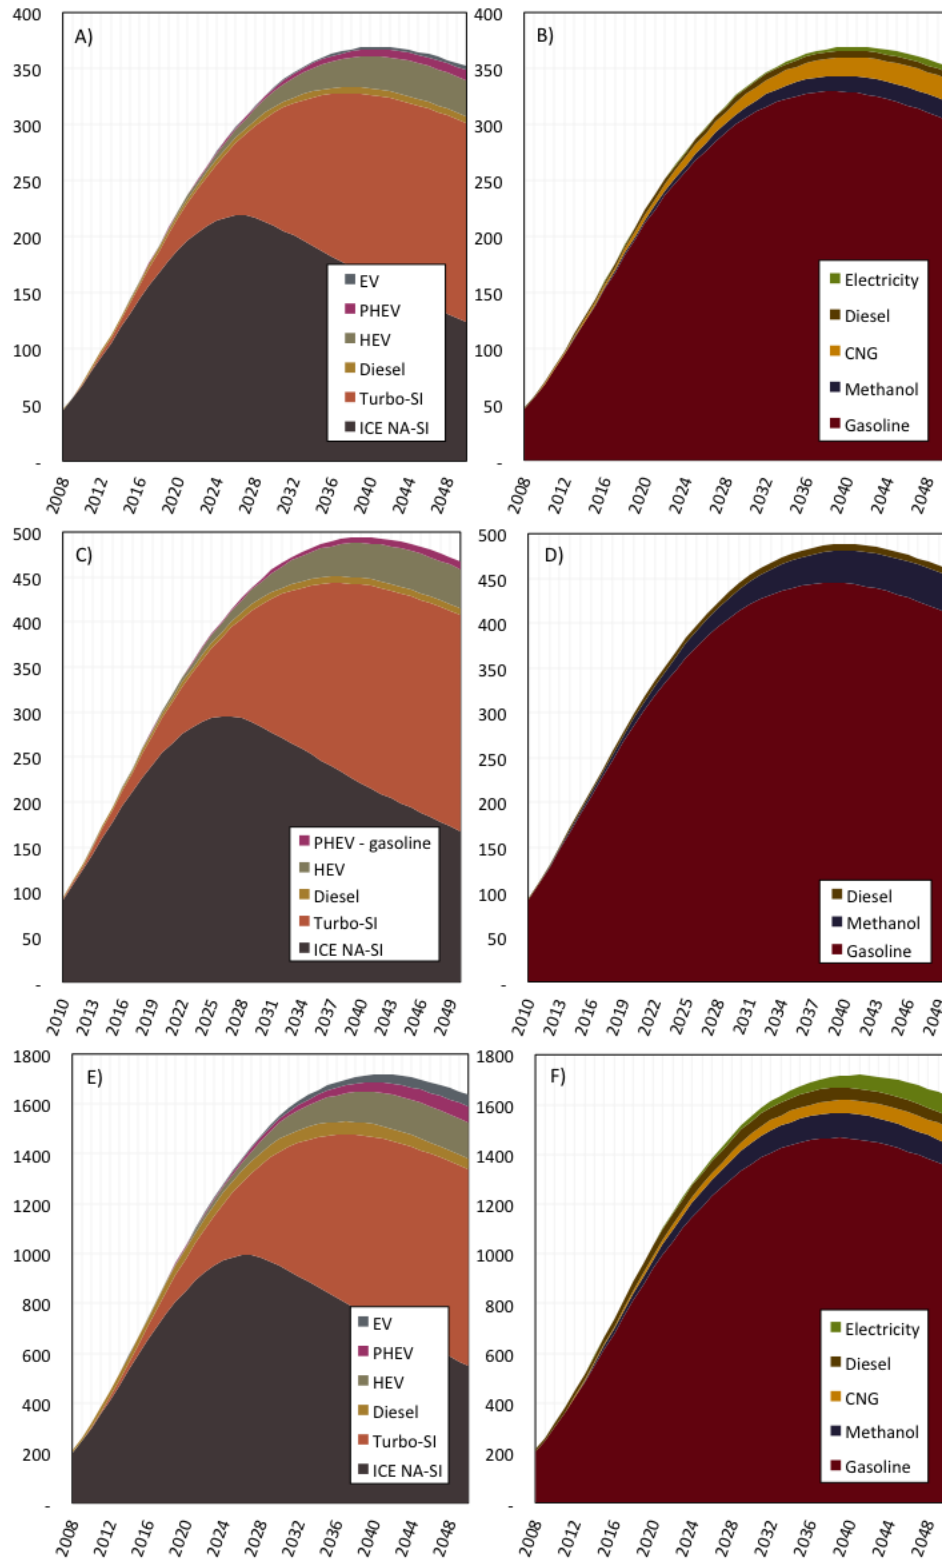 A)
400
350
300
250
200
150
100
50
-
EV
PHEV
HEV
Diesel
Turbo-SI
ICE NA-SI
2008 2012 2016 2020 2024 2028 2032 2036 2040 2044 2048
B)
400
350
300
250
200
150
100
50
-
Electricity
Diesel
CNG
Methanol
Gasoline
2008 2012 2016 2020 2024 2028 2032 2036 2040 2044 2048
C)
500
450
400
350
300
250
200
150
100
50
-
PHEV - gasoline
HEV
Diesel
Turbo-SI
ICE NA-SI
2010 2013 2016 2019 2022 2025 2028 2031 2034 2037 2040 2043 2046 2049
D)
500
450
400
350
300
250
200
150
100
50
-
Diesel
Methanol
Gasoline
2010 2013 2016 2019 2022 2025 2028 2031 2034 2037 2040 2043 2046 2049
E)
1800
1600
1400
1200
1000
800
600
400
200
-
EV
PHEV
HEV
Diesel
Turbo-SI
ICE NA-SI
2008 2012 2016 2020 2024 2028 2032 2036 2040 2044 2048
F)
1800
1600
1400
1200
1000
800
600
400
200
-
Electricity
Diesel
CNG
Methanol
Gasoline
2008 2012 2016 2020 2024 2028 2032 2036 2040 2044 2048